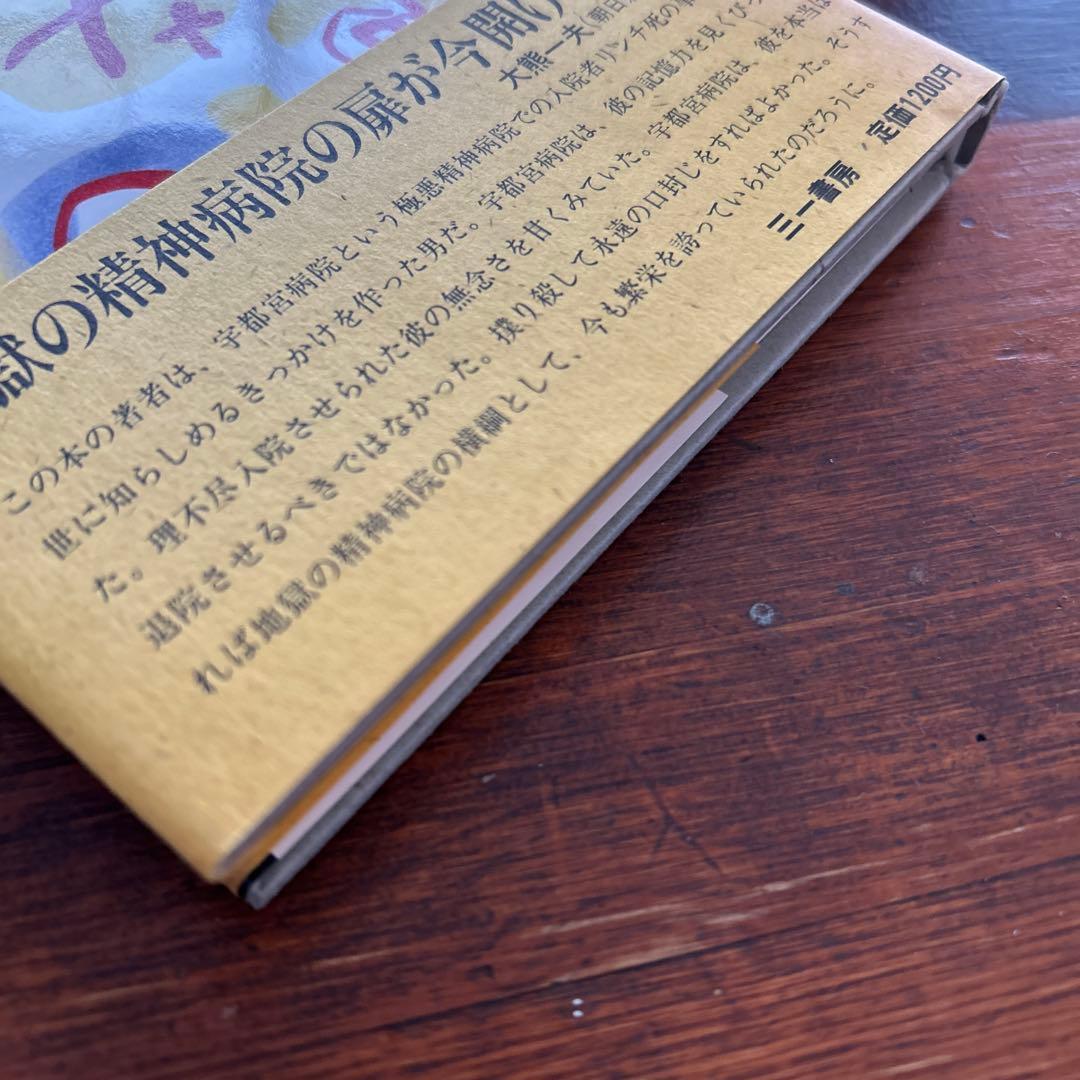 獄の精神病院の扉が今開け
大熊一夫(朝日
この本の著者は、宇都宮病院という極悪精神病院での入院者リンチ死の事
世に知らしめるきっかけを作った男だ。宇都宮病院は、彼の記憶力を見くびっ
た。理不尽入院させられた彼の無念さを甘くみていた。宇都宮病院は、彼を本当は
退院させるべきではなかった。撲り殺して永遠の口封じをすればよかった。そうす
れば地獄の精神病院の横綱として、今も繁栄を誇っていられたのだろうに。
三一書房・定価1200円